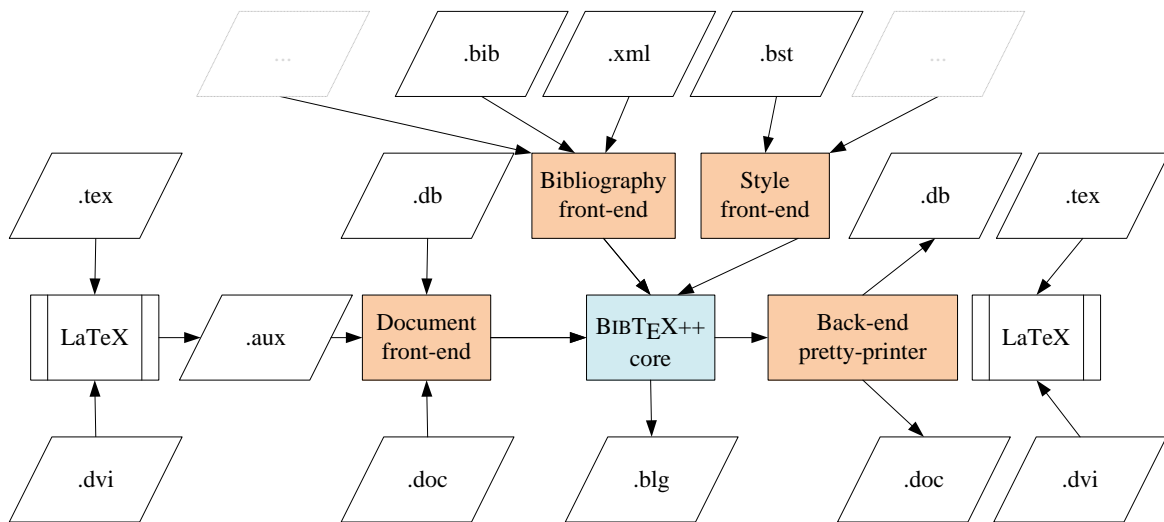 ...
.bib
.xml
.bst
...
.tex
.db
Bibliography
front-end
Style
front-end
.db
.tex
LaTeX
.aux
Document
front-end
BIBTEX++
core
Back-end
pretty-printer
LaTeX
.dvi
.doc
.blg
.doc
.dvi